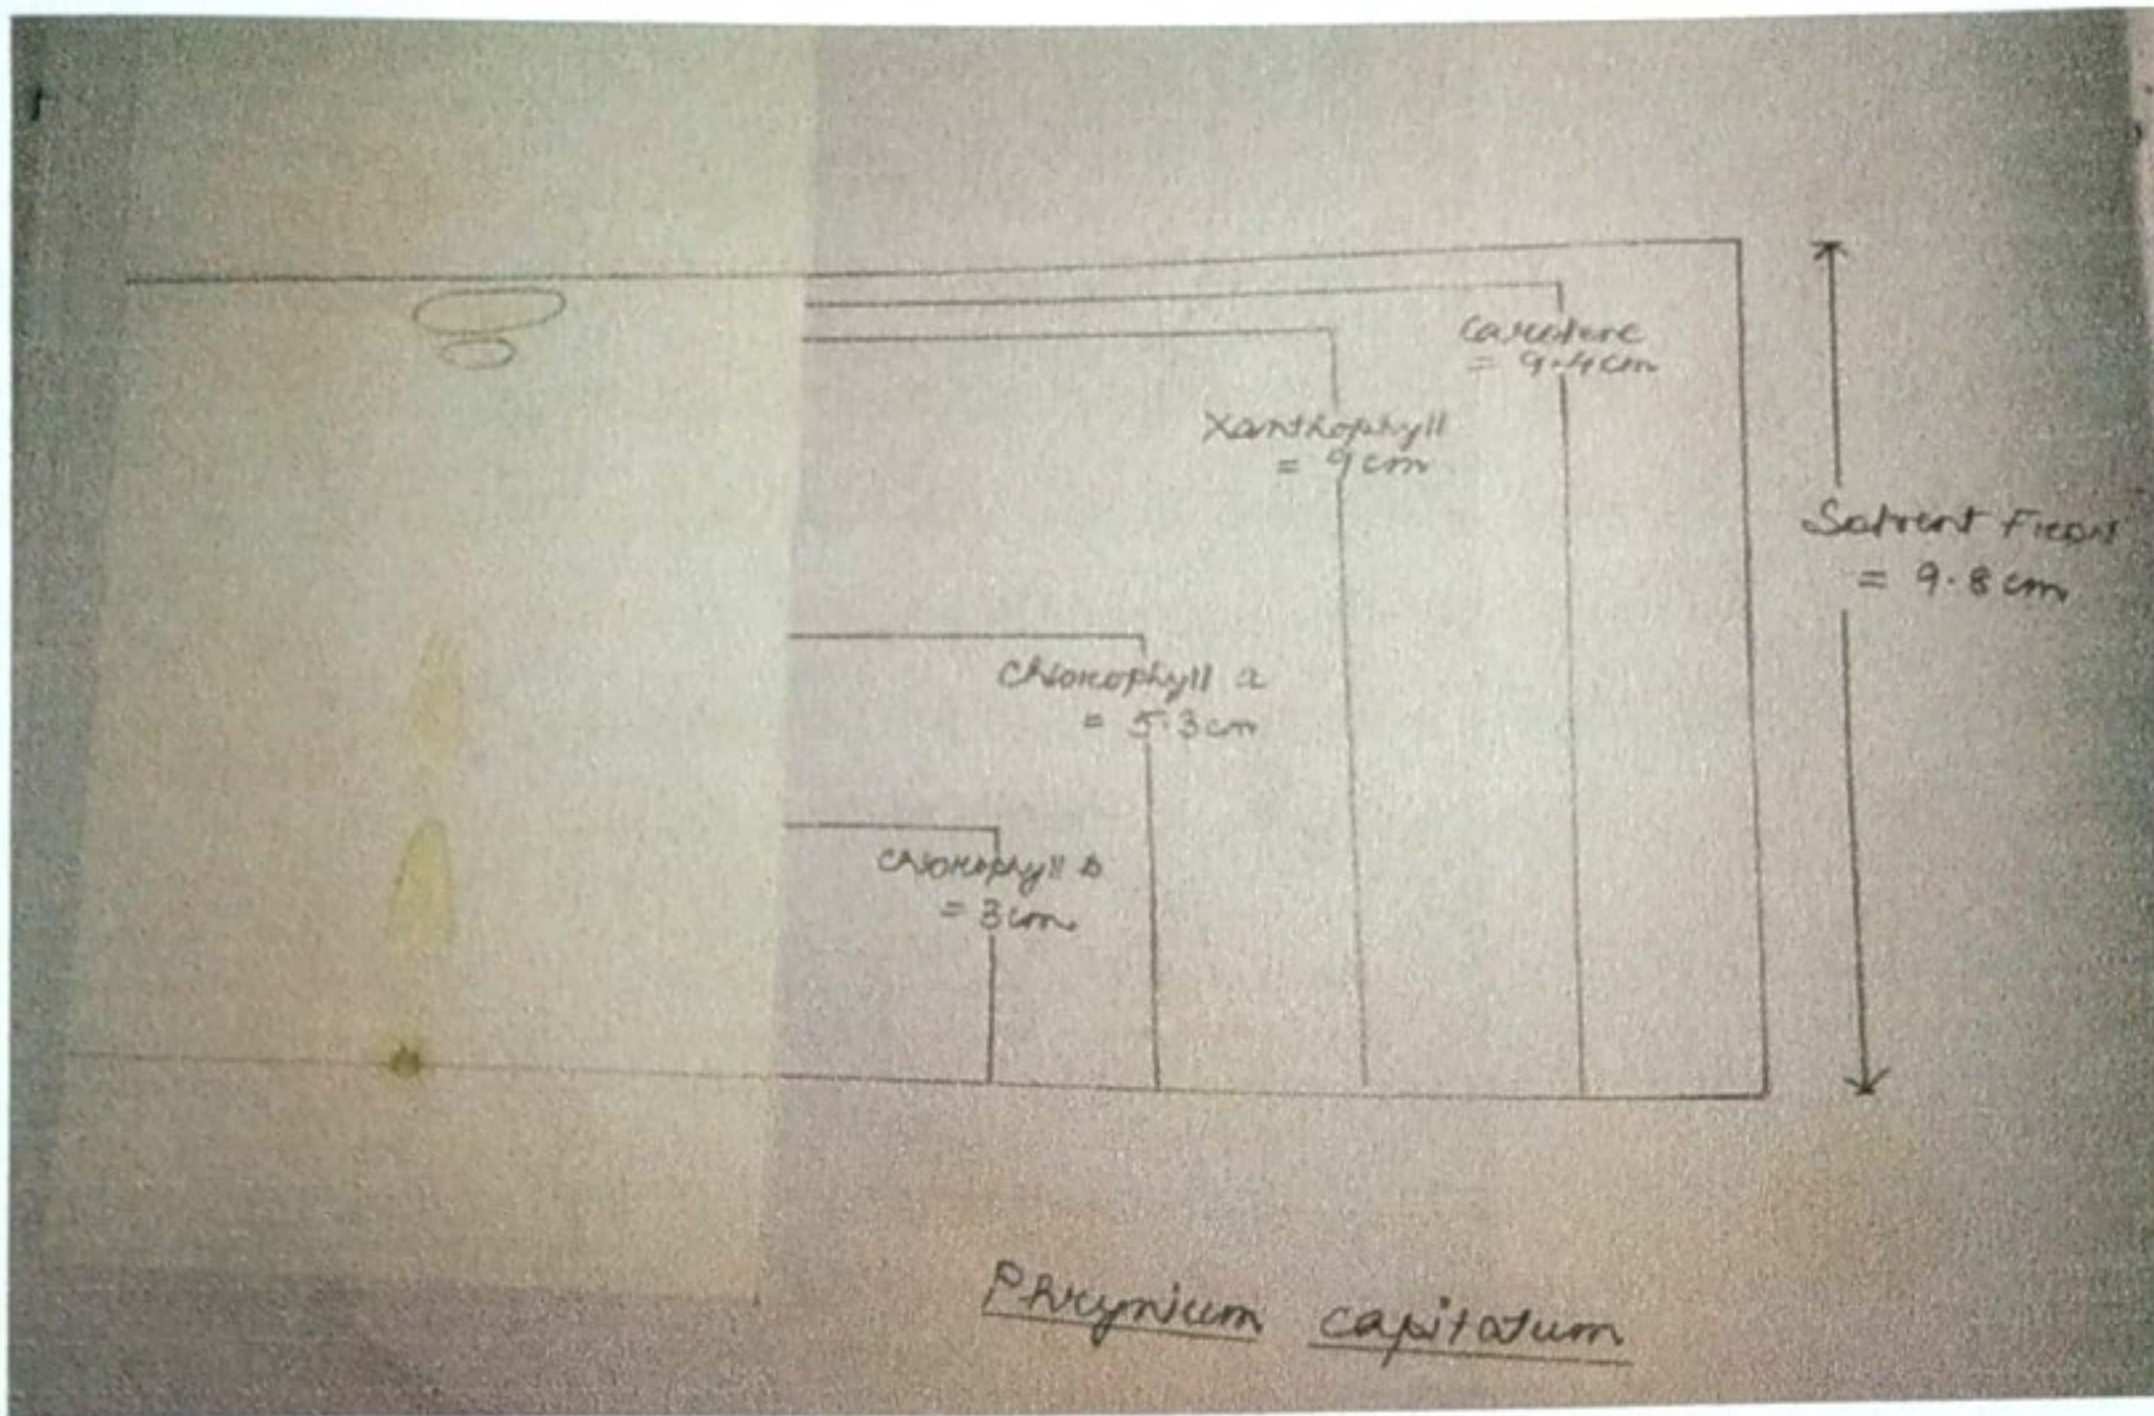 Carotene
= 9.4cm
Xanthophyll
= 9cm
Solvent Front
= 9.8cm
Chlorophyll a
= 5.3cm
Chlorophyll b
= 3cm
Phrynium capitatum